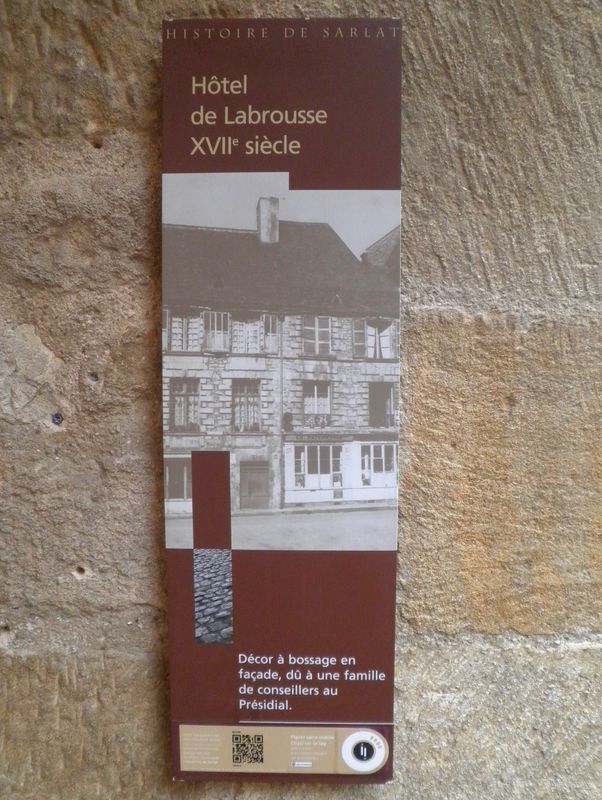 HISTOIRE DE SARLAT
Hôtel
de Labrousse
XVIIe siècle
Décor à bossage en
façade, dû à une famille
de conseillers au
Présidial.